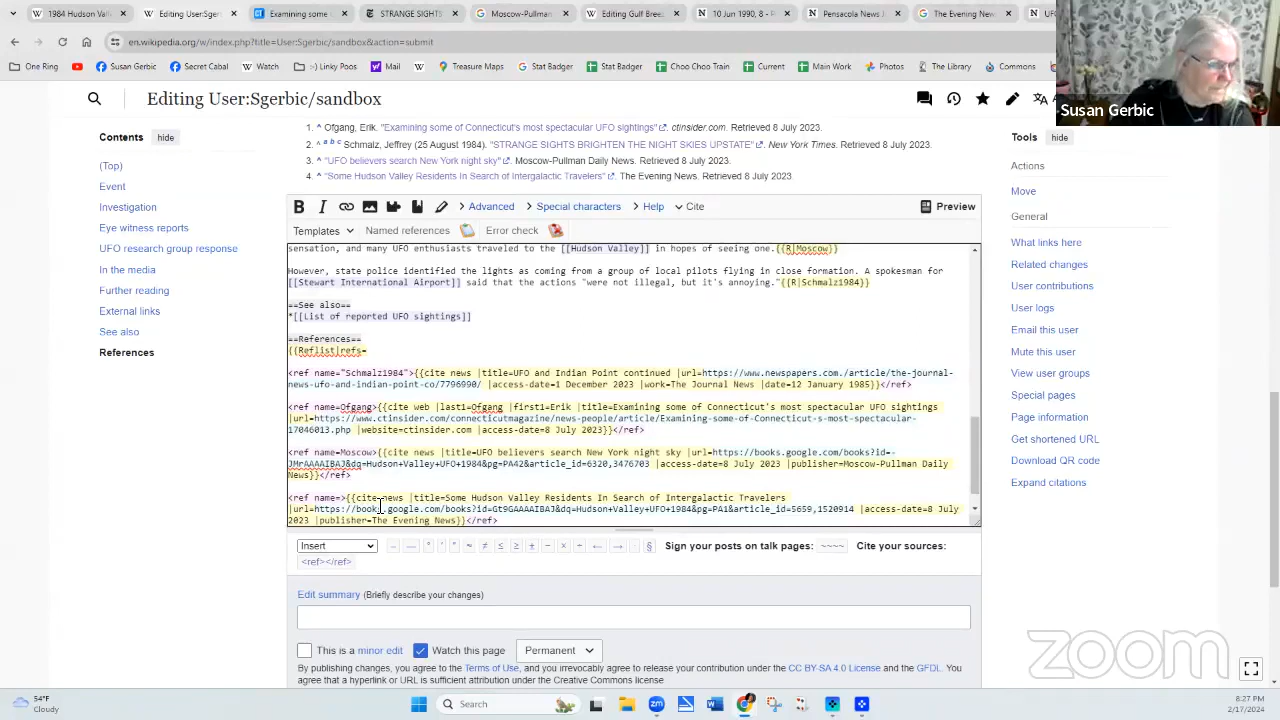 1984 Hudson V
Editing User:Sge
Examining some of
STRANGE SIGHTS
Moscow-Pullman
Editing Gulf Breez
10 Jun 1990, 8 - P
Pensacola News J
The Evening New
UFO
en.wikipedia.org/w/index.php?title=User:Sgerbic/sandbox&action=submit
One Ring
Susan Gerbic
Secret Cabal
Watch
:-) Linky Pooj
Mail
Treasure Maps
Stat Badger
Stat Badger
Choo Choo Train
Current
Main Work
Photos
The Library
Commons
Susan Gerbic
Editing User:Sgerbic/sandbox
Contents hide
(Top)
Event
Investigation
Eye witness reports
UFO research group response
In the media
Further reading
External links
See also
References
1. ^ Ofgang, Erik. "Examining some of Connecticut's most spectacular UFO sightings". ctinsider.com. Retrieved 8 July 2023.
2. ^ a b c Schmalz, Jeffrey (25 August 1984). "STRANGE SIGHTS BRIGHTEN THE NIGHT SKIES UPSTATE". New York Times. Retrieved 8 July 2023.
3. ^ "UFO believers search New York night sky". Moscow-Pullman Daily News. Retrieved 8 July 2023.
4. ^ "Some Hudson Valley Residents In Search of Intergalactic Travelers". The Evening News. Retrieved 8 July 2023.
B I Advanced Special characters Help Cite Preview
Templates Named references Error check
sensation, and many UFO enthusiasts traveled to the [[Hudson Valley]] in hopes of seeing one.{{R|Moscow}}
However, state police identified the lights as coming from a group of local pilots flying in close formation. A spokesman for
[[Stewart International Airport]] said that the actions "were not illegal, but it's annoying."{{R|Schmalz1984}}
==See also==
*[[List of reported UFO sightings]]
==References==
{{Reflist|refs=
<ref name="Schmalz1984">{{cite news |title=UFO and Indian Point continued |url=https://www.newspapers.com./article/the-journal-
news-ufo-and-indian-point-co/7796990/ |access-date=1 December 2023 |work=The Journal News |date=12 January 1985}}</ref>
<ref name=Ofgang>{{cite web |last1=Ofgang |first1=Erik |title=Examining some of Connecticut's most spectacular UFO sightings
|url=https://www.ctinsider.com/connecticutmagazine/news-people/article/Examining-some-of-Connecticut-s-most-spectacular-
17046013.php |website=ctinsider.com |access-date=8 July 2023}}</ref>
<ref name=Moscow>{{cite news |title=UFO believers search New York night sky |url=https://books.google.com/books?id=-
JMrAAAAIBAJ&dq=Hudson+Valley+UFO+1984&pg=PA42&article_id=6320,3476703 |access-date=8 July 2023 |publisher=Moscow-Pullman Daily
News}}</ref>
<ref name=>{{cite news |title=Some Hudson Valley Residents In Search of Intergalactic Travelers
|url=https://books.google.com/books?id=Gt9GAAAAIBAJ&dq=Hudson+Valley+UFO+1984&pg=PA1&article_id=5659,1520914 |access-date=8 July
2023 |publisher=The Evening News}}</ref>
Insert – — ° ′ ″ ≈ ≠ ≤ ≥ ± − × ÷ ← → · § Sign your posts on talk pages: ~~~~ Cite your sources:
<ref></ref>
Edit summary (Briefly describe your changes)
This is a minor edit Watch this page Permanent
By publishing changes, you agree to the Terms of Use, and you irrevocably agree to release your contribution under the CC BY-SA 4.0 License and the GFDL. You
agree that a hyperlink or URL is sufficient attribution under the Creative Commons license
Tools hide
Actions
Move
General
What links here
Related changes
User contributions
User logs
Email this user
Mute this user
View user groups
Special pages
Page information
Get shortened URL
Download QR code
Expand citations
zoom
54°F
Cloudy
Search
8:27 PM
2/17/2024